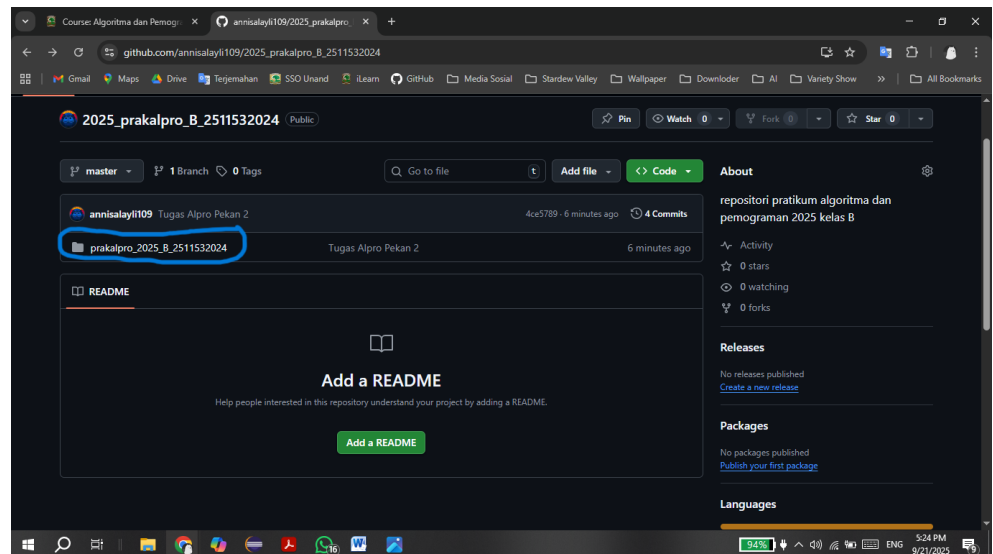 Course: Algoritma dan Pemogr
annisalayli109/2025_prakalpro_
github.com/annisalayli109/2025_prakalpro_B_2511532024
Gmail Maps Drive Terjemahan SSO Unand iLearn GitHub Media Sosial Stardew Valley Wallpaper Downloder AI Variety Show » All Bookmarks
2025_prakalpro_B_2511532024 Public Pin Watch 0 Fork 0 Star 0
master 1 Branch 0 Tags Go to file t Add file Code
annisalayli109 Tugas Alpro Pekan 2 4ce5789 · 6 minutes ago 4 Commits
prakalpro_2025_B_2511532024 Tugas Alpro Pekan 2 6 minutes ago
README
Add a README
Help people interested in this repository understand your project by adding a README.
Add a README
About
repositori pratikum algoritma dan
pemograman 2025 kelas B
Activity
0 stars
0 watching
0 forks
Releases
No releases published
Create a new release
Packages
No packages published
Publish your first package
Languages
16
94% ENG 5:24 PM
9/21/2025
9